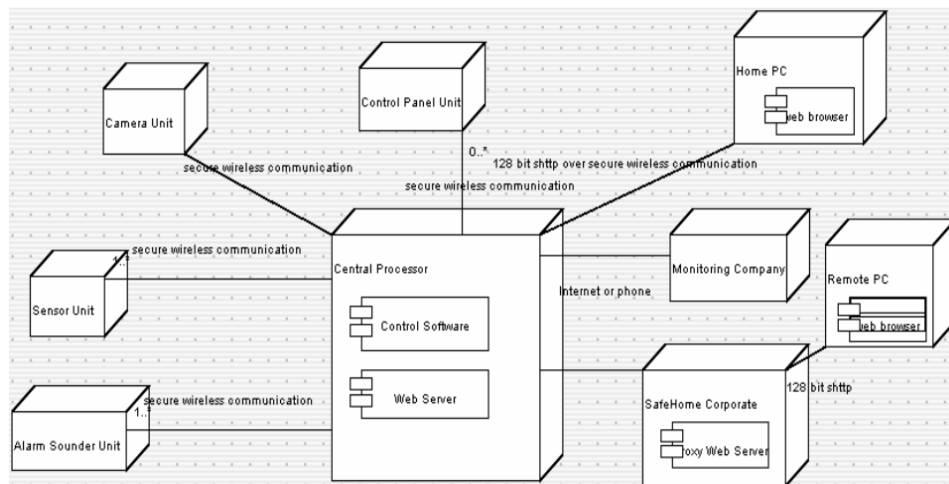 Home PC
web browser
Camera Unit
Control Panel Unit
0..*
128 bit shttp over secure wireless communication
secure wireless communication
secure wireless communication
secure wireless communication
1..*
Central Processor
Monitoring Company
Remote PC
web browser
Internet or phone
Sensor Unit
Control Software
Web Server
128 bit shttp
secure wireless communication
1..*
SafeHome Corporate
Alarm Sounder Unit
Proxy Web Server